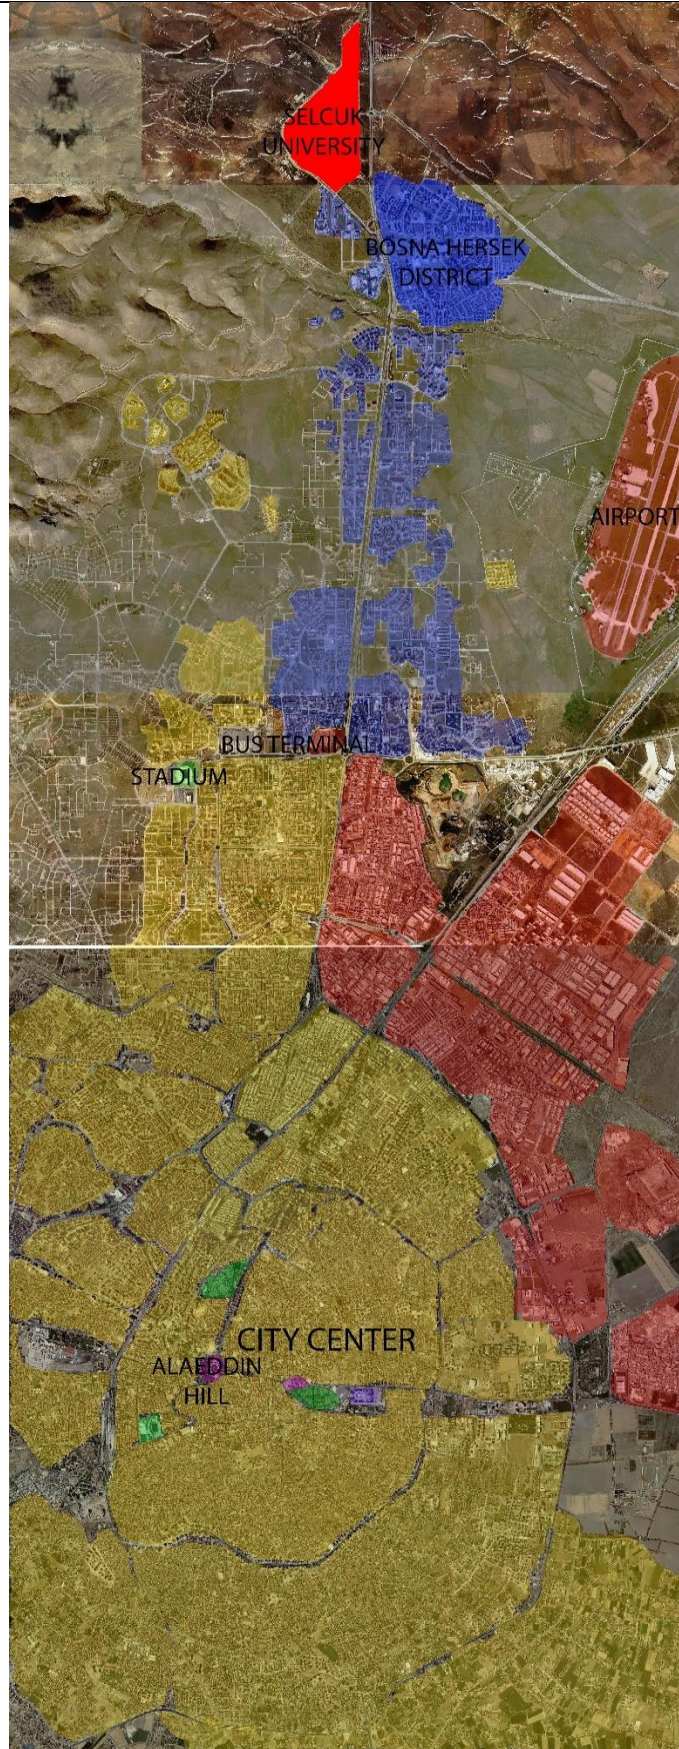 SELCUK
UNIVERSITY
BOSNA HERSEK
DISTRICT
AIRPORT
BUS TERMINAL
STADIUM
CITY CENTER
ALAEDDIN
HILL